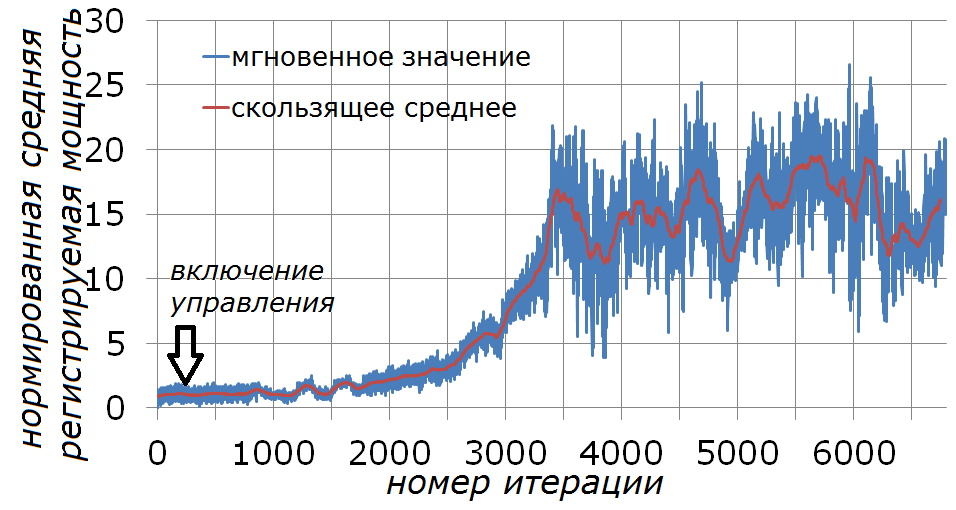 нормированная средняя
регистрируемая мощность
30
25
20
15
10
5
0
мгновенное значение
скользящее среднее
включение
управления
0 1000 2000 3000 4000 5000 6000
номер итерации